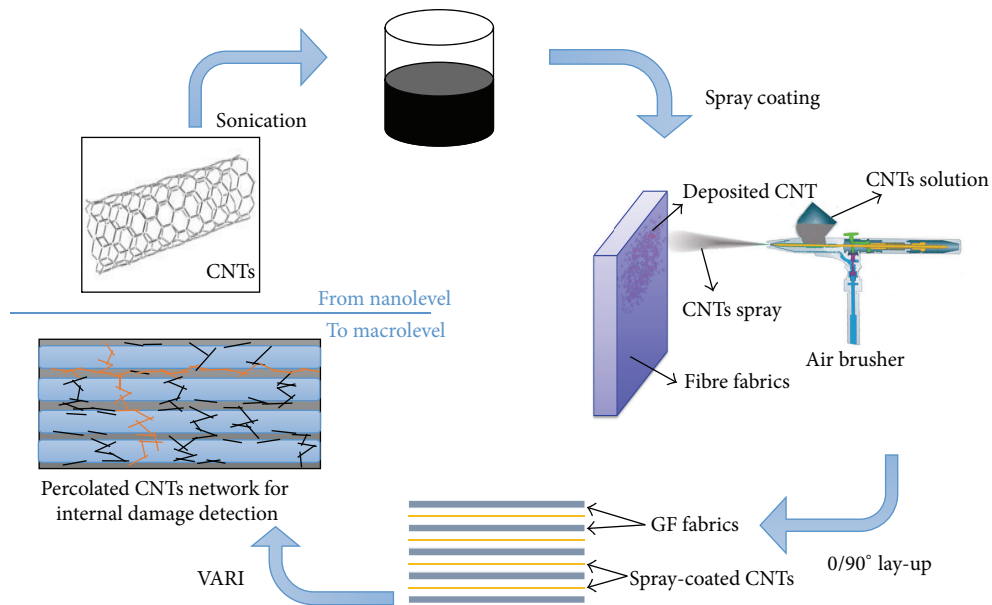 Sonication
Spray coating
CNTs
Deposited CNT
CNTs solution
CNTs spray
Air brusher
Fibre fabrics
From nanolevel
To macrolevel
Percolated CNTs network for
internal damage detection
GF fabrics
Spray-coated CNTs
0/90° lay-up
VARI